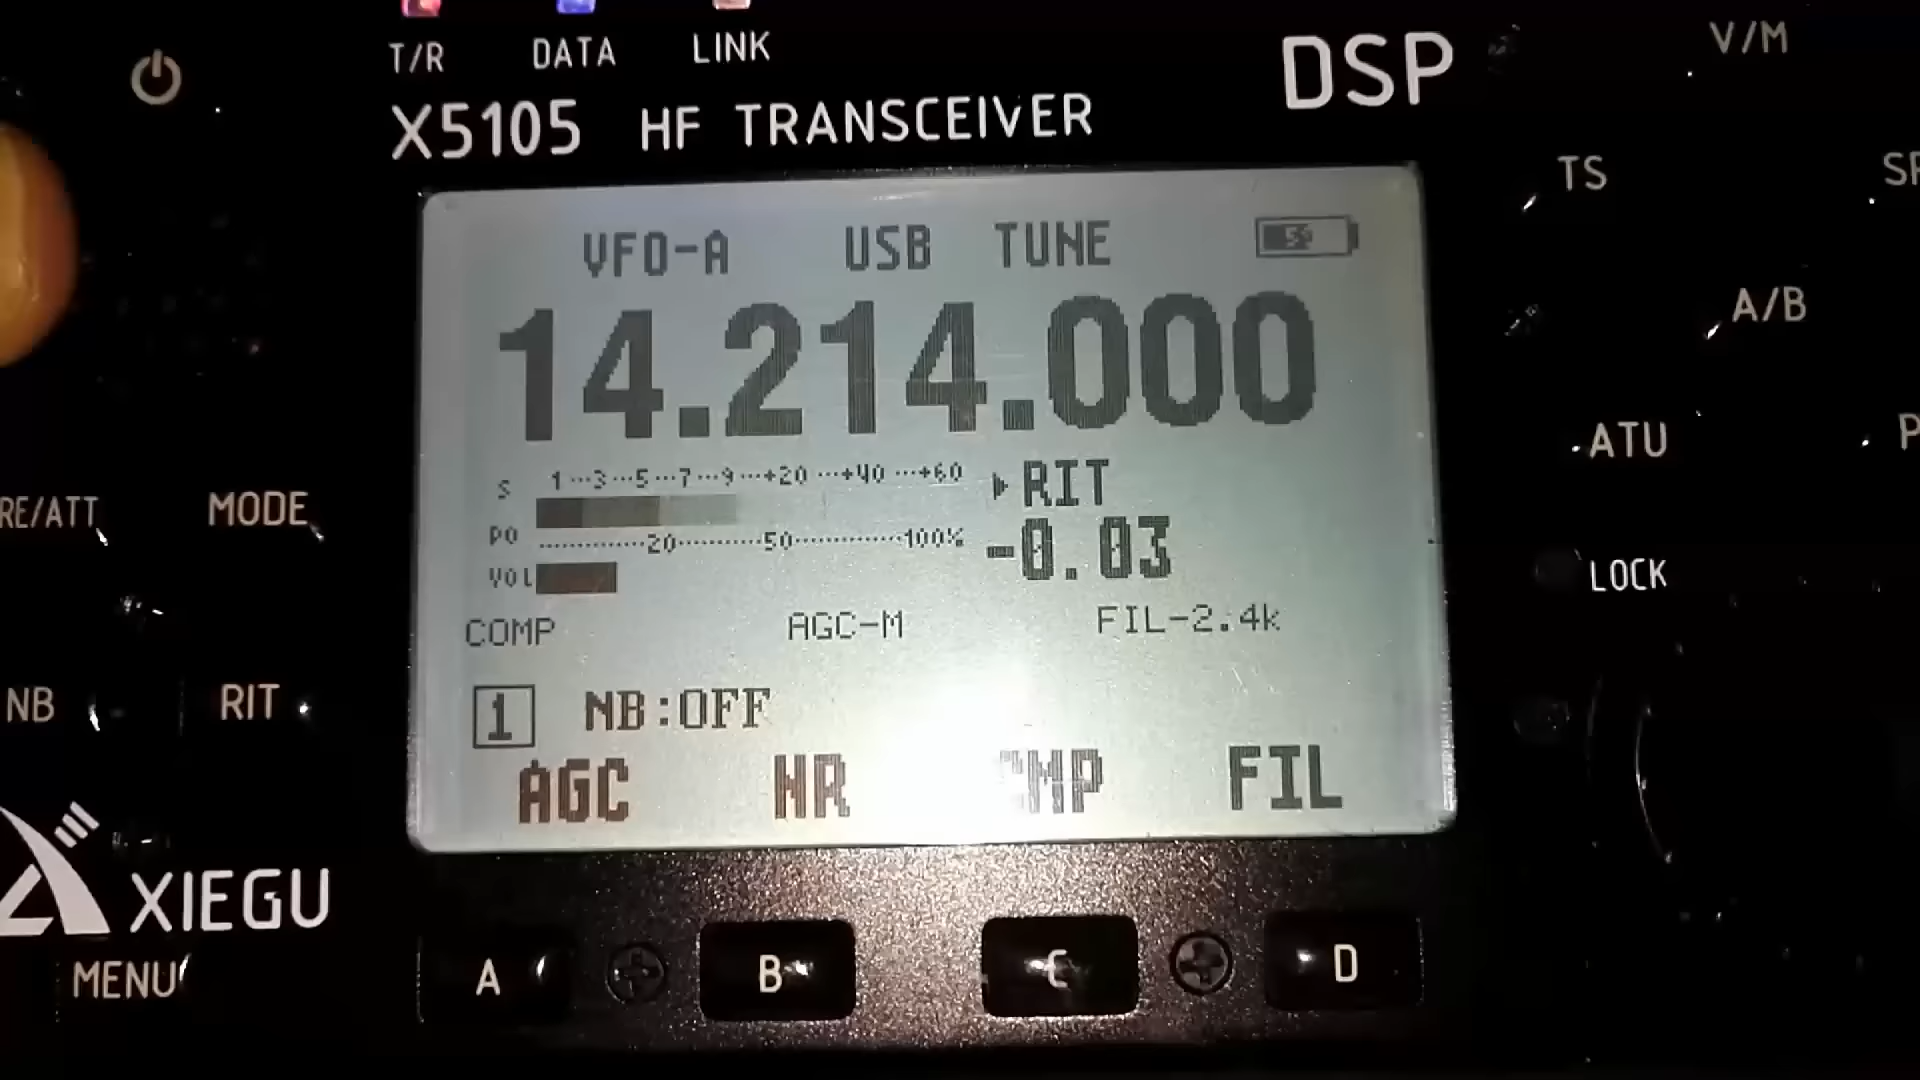 T/R DATA LINK
DSP
V/M
X5105 HF TRANSCEIVER
TS
VFO-A USB TUNE
14.214.000
A/B
S 1···3···5···7···9···+20···+40···+60
▸RIT
PO ············20··········50············100%
-0.03
VOL
ATU
RE/ATT MODE
LOCK
COMP AGC-M FIL-2.4k
NB RIT
1 NB:OFF
AGC NR CMP FIL
XIEGU
MENU
A B C D